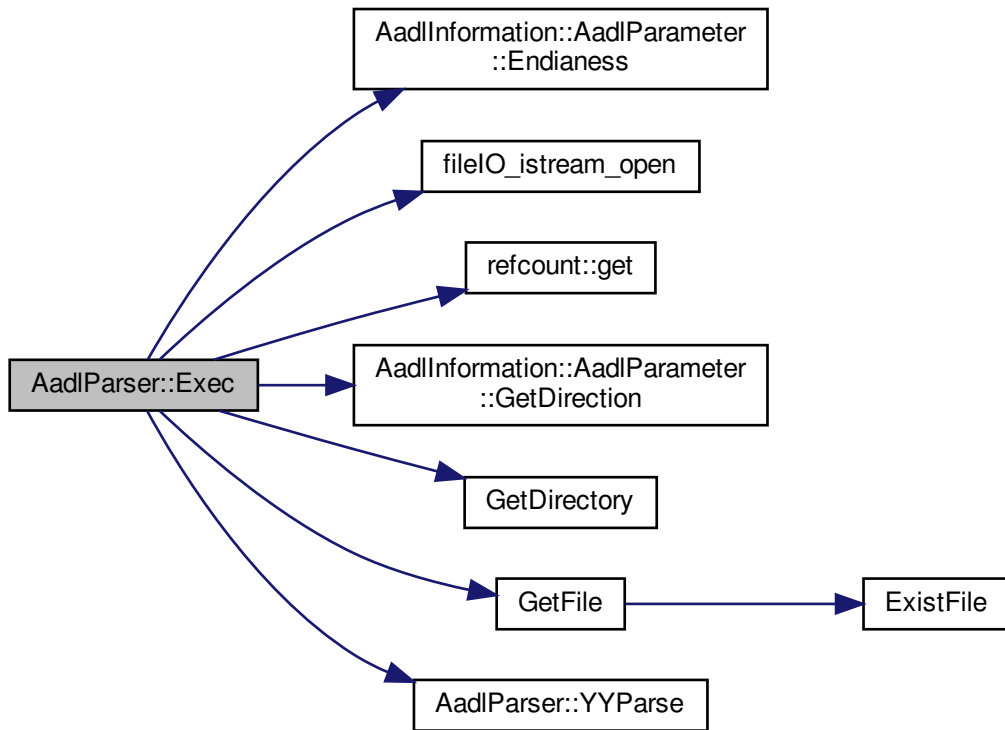 AadlInformation::AadlParameter
::Endianess
fileIO_istream_open
refcount::get
AadlParser::Exec
AadlInformation::AadlParameter
::GetDirection
GetDirectory
GetFile
ExistFile
AadlParser::YYParse